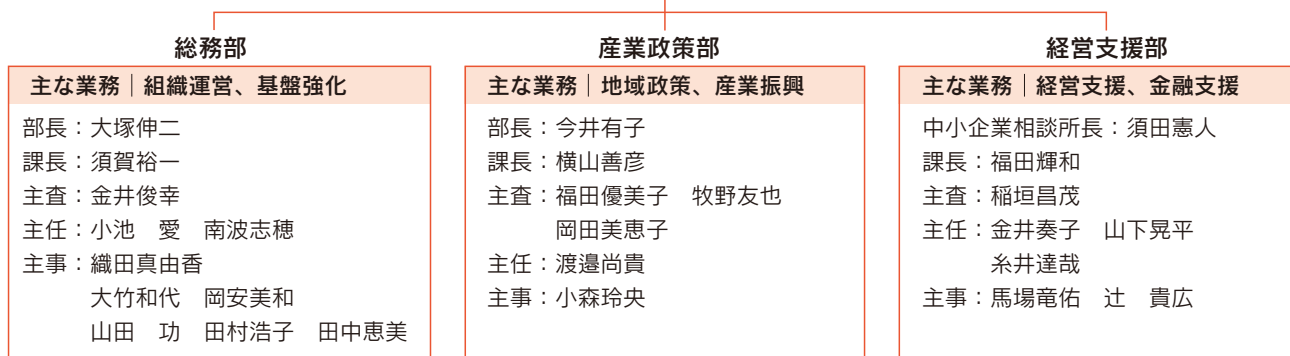 総務部
主な業務｜組織運営、基盤強化
部長：大塚伸二
課長：須賀裕一
主査：金井俊幸
主任：小池　愛　南波志穂
主事：織田真由香
大竹和代　岡安美和
山田　功　田村浩子　田中恵美
産業政策部
主な業務｜地域政策、産業振興
部長：今井有子
課長：横山善彦
主査：福田優美子　牧野友也
岡田美恵子
主任：渡邉尚貴
主事：小森玲央
経営支援部
主な業務｜経営支援、金融支援
中小企業相談所長：須田憲人
課長：福田輝和
主査：稲垣昌茂
主任：金井奏子　山下晃平
糸井達哉
主事：馬場竜佑　辻　貴広